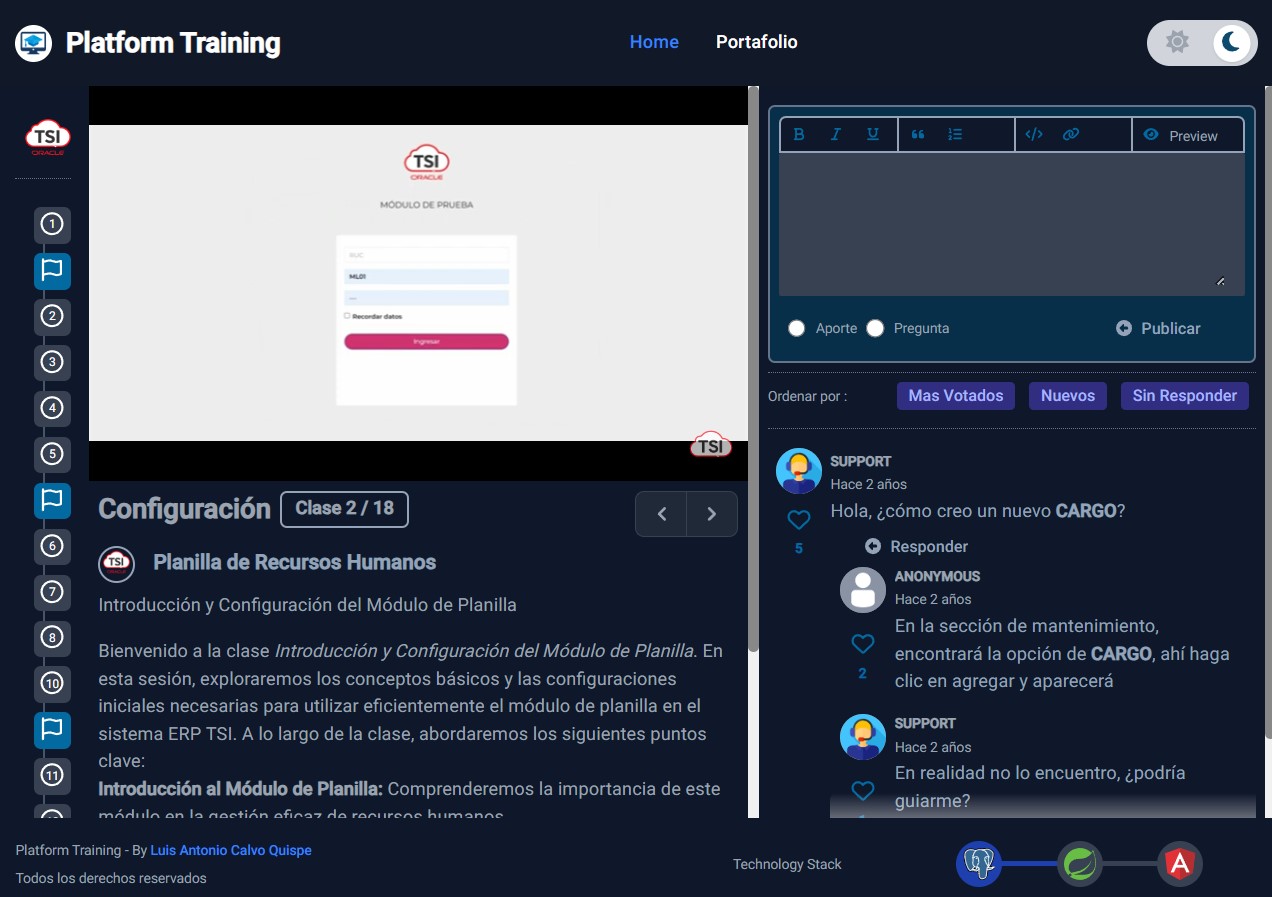 Platform Training
Home
Portafolio
TSI
ORACLE
1
2
3
4
5
6
7
8
10
11
TSI
ORACLE
MÓDULO DE PRUEBA
RUC
ML01
Recordar datos
Ingresar
TSI
Configuración
Clase 2 / 18
TSI
Planilla de Recursos Humanos
Introducción y Configuración del Módulo de Planilla
Bienvenido a la clase Introducción y Configuración del Módulo de Planilla. En
esta sesión, exploraremos los conceptos básicos y las configuraciones
iniciales necesarias para utilizar eficientemente el módulo de planilla en el
sistema ERP TSI. A lo largo de la clase, abordaremos los siguientes puntos
clave:
Introducción al Módulo de Planilla: Comprenderemos la importancia de este
módulo en la gestión eficaz de recursos humanos
B I U
Preview
Aporte
Pregunta
Publicar
Ordenar por :
Mas Votados
Nuevos
Sin Responder
SUPPORT
Hace 2 años
Hola, ¿cómo creo un nuevo CARGO?
5
Responder
ANONYMOUS
Hace 2 años
En la sección de mantenimiento,
encontrará la opción de CARGO, ahí haga
clic en agregar y aparecerá
2
SUPPORT
Hace 2 años
En realidad no lo encuentro, ¿podría
guiarme?
Platform Training - By Luis Antonio Calvo Quispe
Todos los derechos reservados
Technology Stack
A